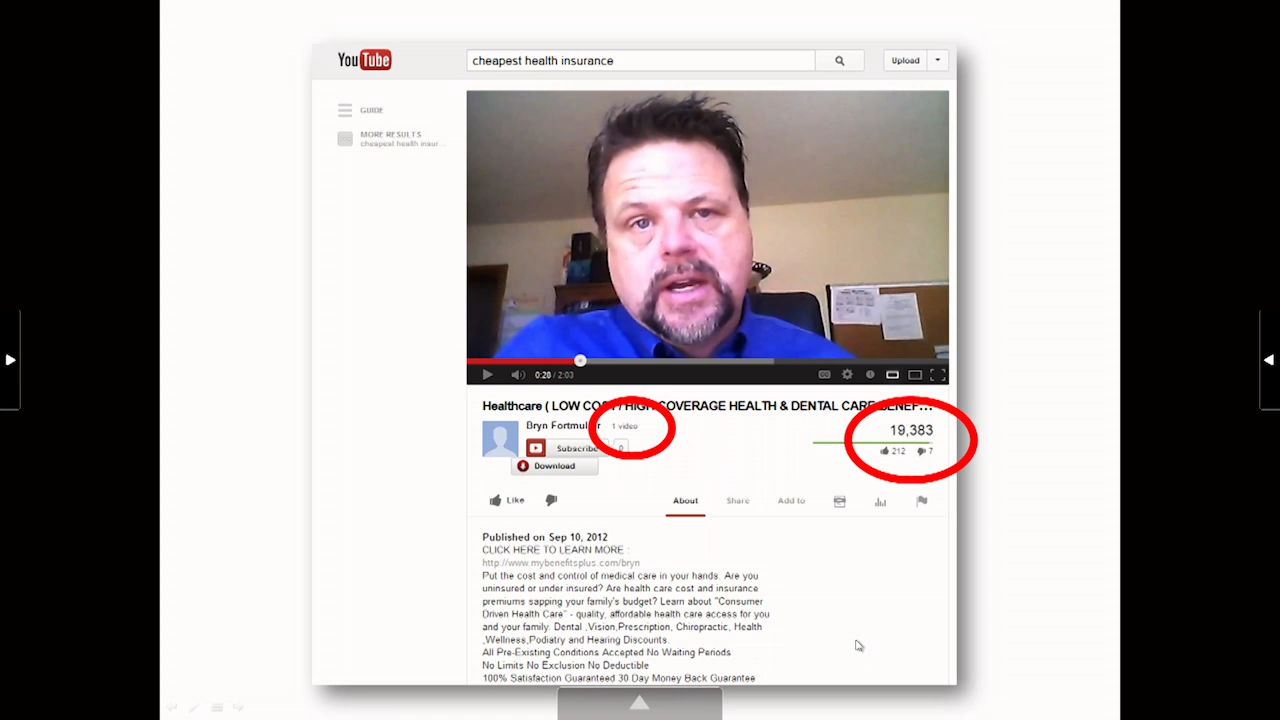 YouTube
cheapest health insurance
Upload
GUIDE
MORE RESULTS
cheapest health insur ...
0:28 / 2:03
Healthcare ( LOW COST / HIGH COVERAGE HEALTH & DENTAL CARE BENEF...
Bryn
1 video
19,383
Subscribe
0
212
7
Download
Like
About
Share
Add to
Published on Sep 10, 2012
CLICK HERE TO LEARN MORE :
http://www.mybenefitsplus.com/bryn
Put the cost and control of medical care in your hands. Are you
uninsured or under insured? Are health care cost and insurance
premiums sapping your family's budget? Learn about "Consumer
Driven Health Care" - quality, affordable health care access for you
and your family. Dental ,Vision,Prescription, Chiropractic, Health
,Wellness,Podiatry and Hearing Discounts.
All Pre-Existing Conditions Accepted No Waiting Periods
No Limits No Exclusion No Deductible
100% Satisfaction Guaranteed 30 Day Money Back Guarantee